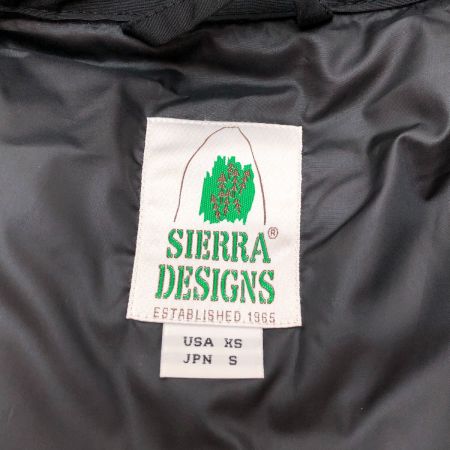 SIERRA®
DESIGNS
ESTABLISHED 1965
USA XS
JPN S